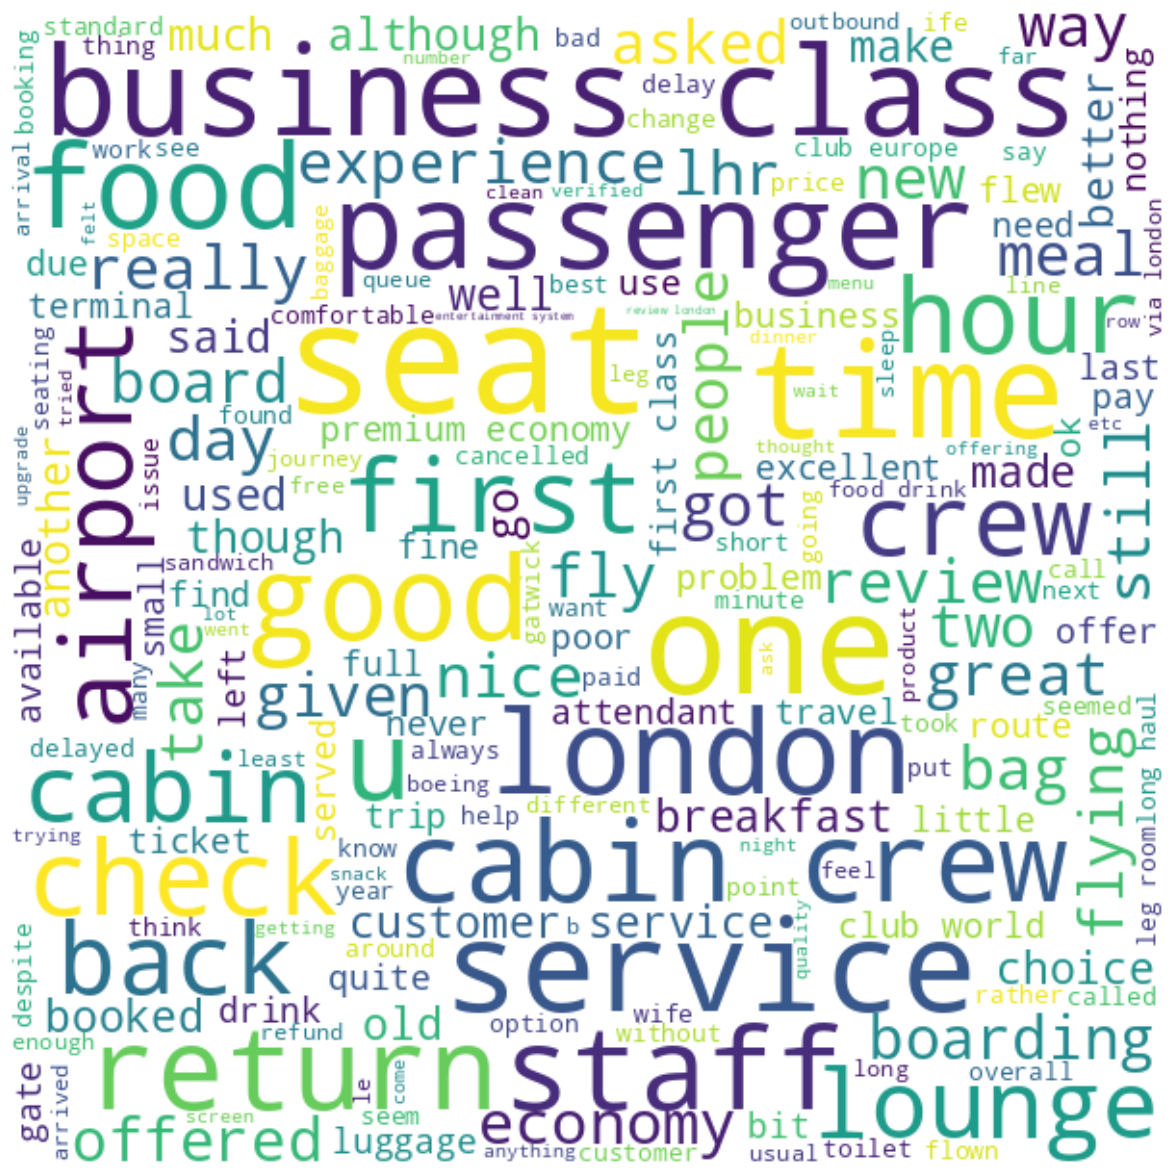 standard
thing
much
although
bad
asked
outbound
ife
make
way
number
delay
far
booking
business class
change
better
nothing
arrival
food
work
see
experience
lhr
club europe
say
price
new
flew
clean
verified
felt
space
passenger
need
meal
due
really
baggage
queue
well
best
use
people
menu
line
via london
terminal
comfortable
entertainment system
review london
business
hour
row
airport
said
seat
dinner
sleep
seating
tried
board
leg
first class
time
wait
last
pay
found
etc
day
premium economy
ok
upgrade
another
issue
journey
cancelled
thought
offering
still
used
free
first
go
got
excellent
made
food drink
crew
though
fine
short
going
available
sandwich
small
find
good
gatwick
fly
problem
review
call
next
lot
want
minute
went
poor
one
ask
product
two
offer
take
left
many
full
nice
paid
great
given
never
attendant
travel
took
route
seemed
delayed
least
served
u
always
london
boeing
put
bag
flying
long haul
cabin
trip
help
different
breakfast
little
trying
ticket
know
cabin crew
night
check
snack
year
feel
point
leg room
think
getting
customer service
b
quality
club world
back
around
service
choice
despite
quite
rather
called
booked
drink
refund
old
option
wife
without
boarding
enough
return
staff
long
overall
gate
arrived
le
come
lounge
screen
seem
economy
bit
offered
luggage
anything
customer
usual
toilet
flown